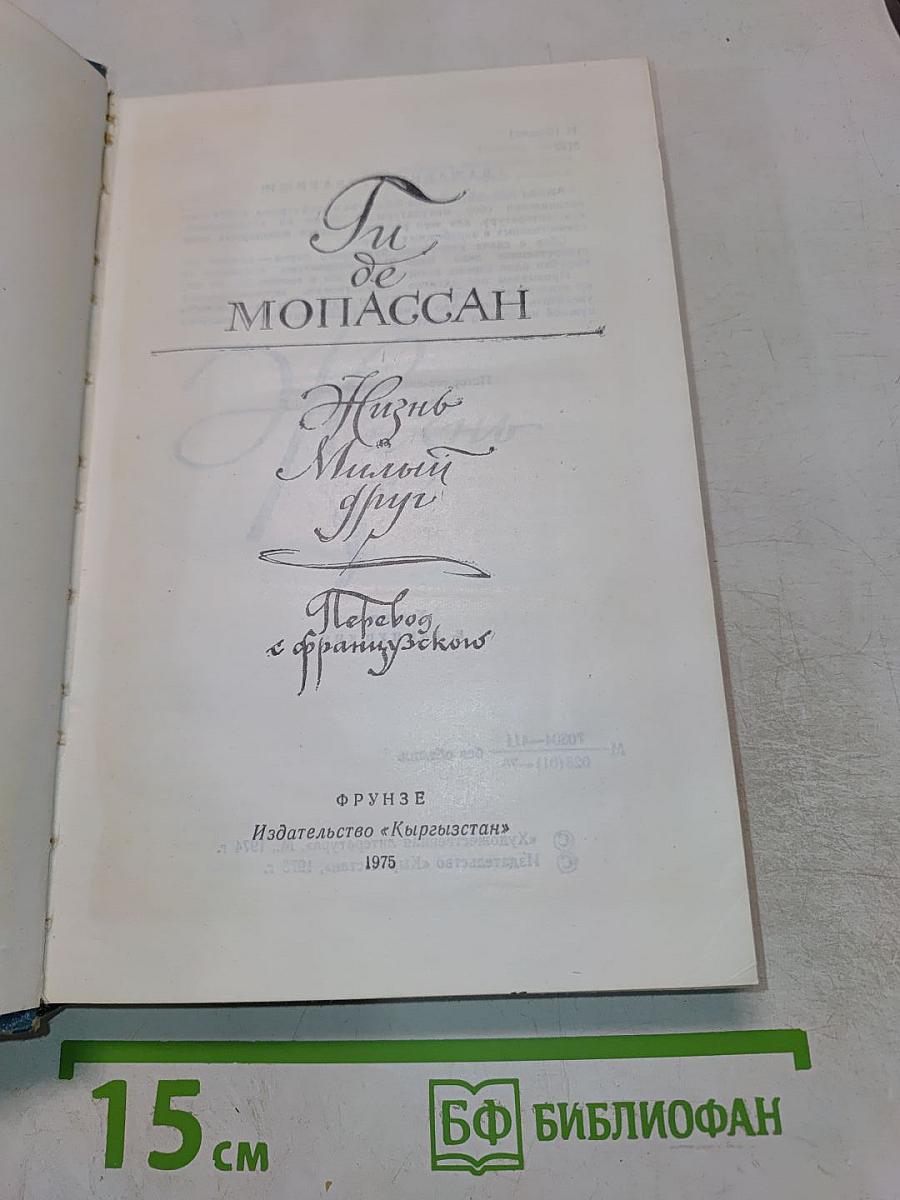 Ги
де
МОПАССАН
Жизнь
Милый
друг
Перевод
с французского
ФРУНЗЕ
Издательство «Кыргызстан»
1975
15 см
БФ БИБЛИОФАН